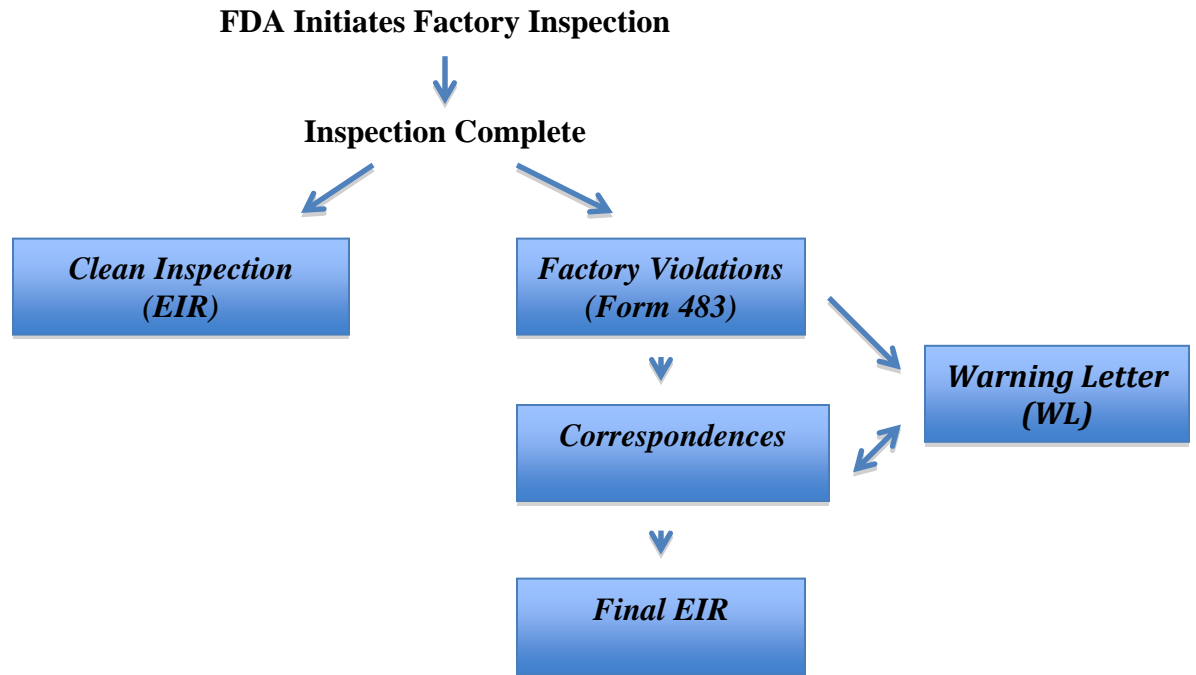 FDA Initiates Factory Inspection
Inspection Complete
Clean Inspection
(EIR)
Factory Violations
(Form 483)
Warning Letter
(WL)
Correspondences
Final EIR